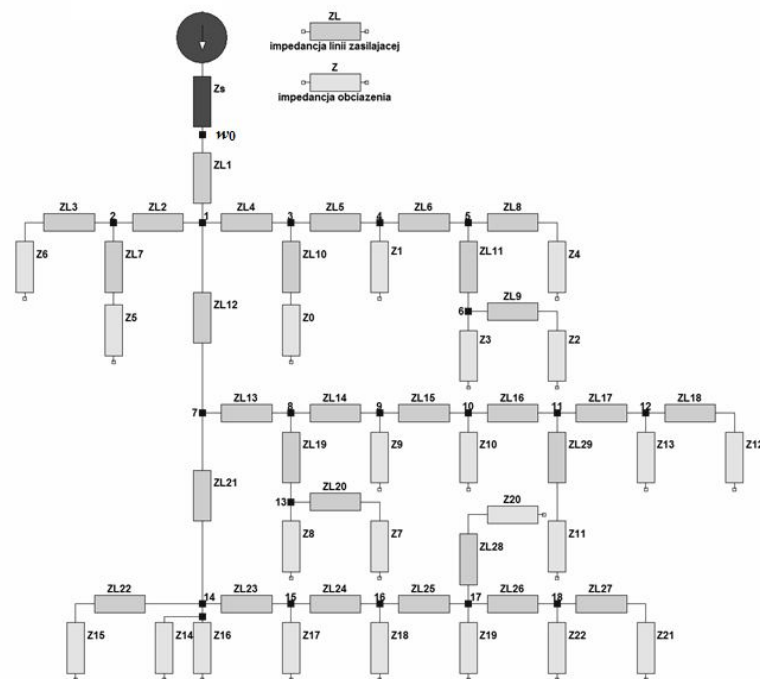 ZL
impedancja linii zasilajacej
Z
impedancja obciazenia
Zs
w0
ZL1
ZL3 2 ZL2 1 ZL4 3 ZL5 4 ZL6 5 ZL8
Z6 ZL7 ZL10 Z1 ZL11 Z4
ZL12
Z5 Z0 6 ZL9
Z3 Z2
7 ZL13 8 ZL14 9 ZL15 10 ZL16 11 ZL17 12 ZL18
ZL19 Z9 Z10 ZL29 Z13 Z12
ZL21
13 ZL20 Z20
Z8 Z7 ZL28 Z11
ZL22 14 ZL23 15 ZL24 16 ZL25 17 ZL26 18 ZL27
Z15 Z14 Z16 Z17 Z18 Z19 Z22 Z21